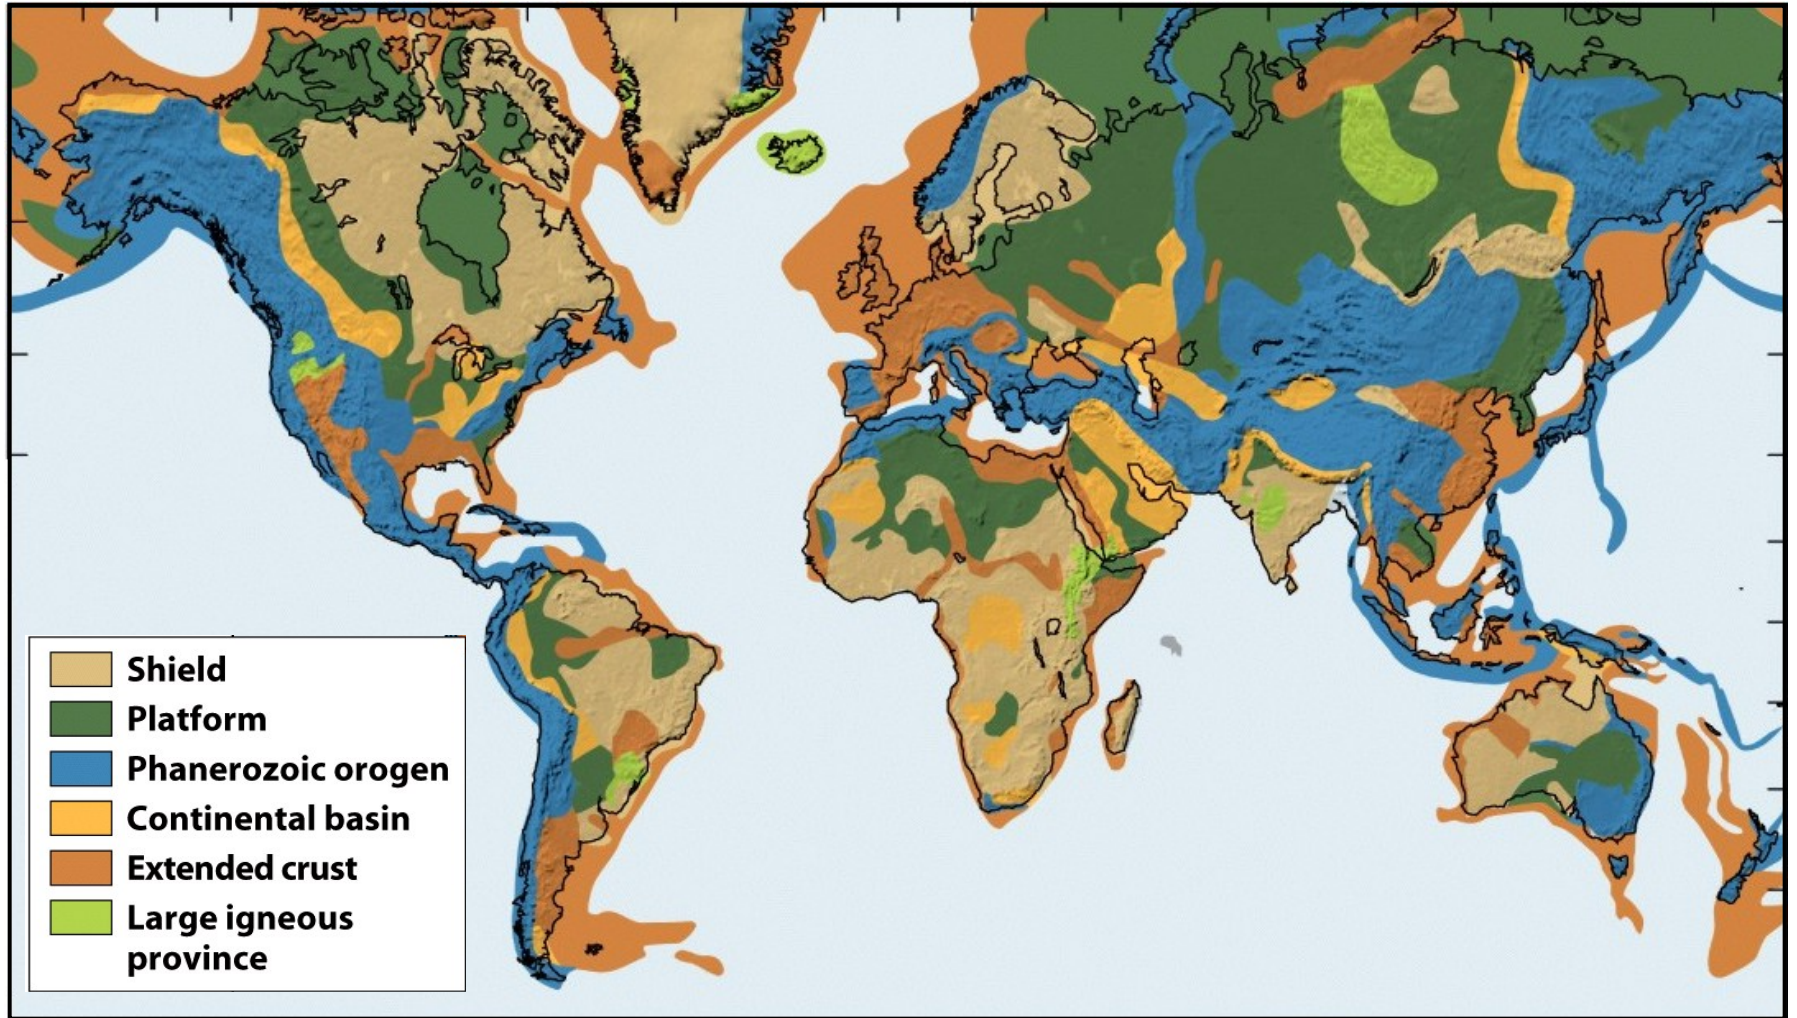 Shield
Platform
Phanerozoic orogen
Continental basin
Extended crust
Large igneous
province